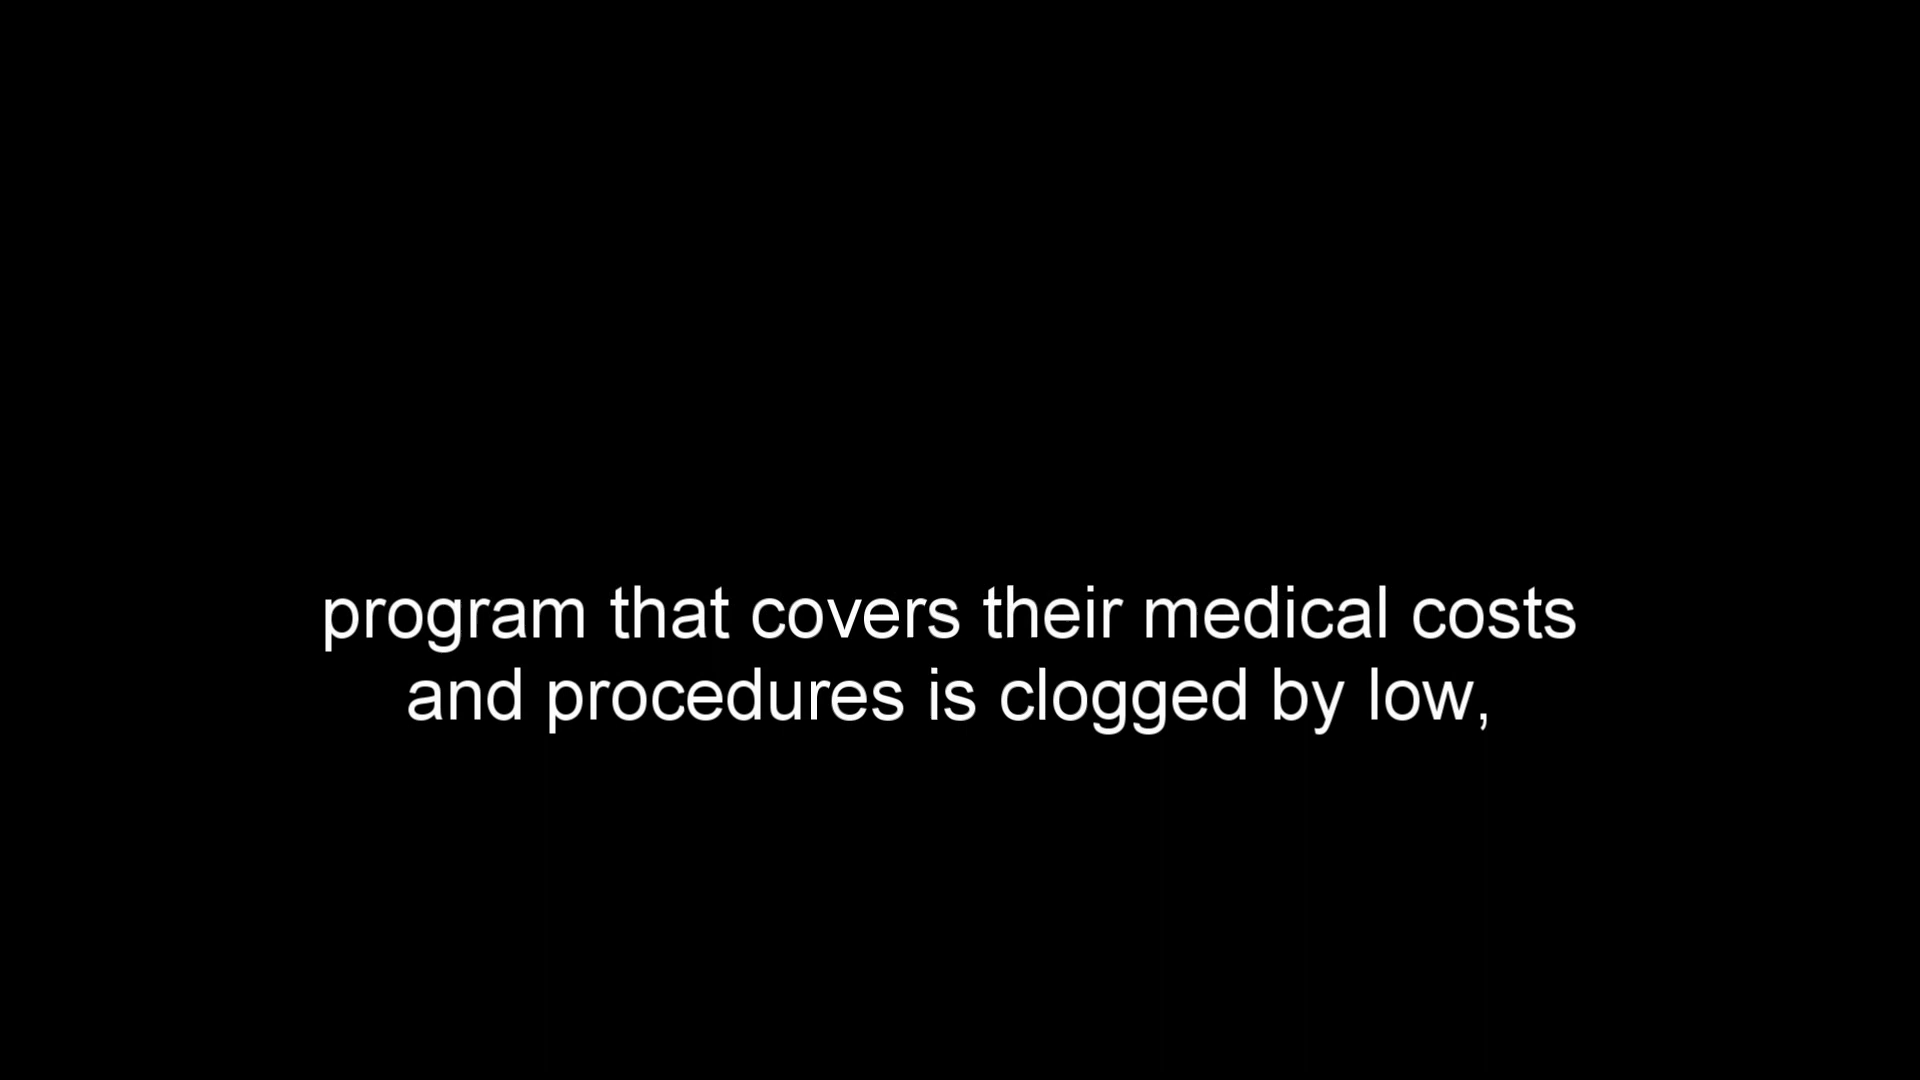 program that covers their medical costs
and procedures is clogged by low,